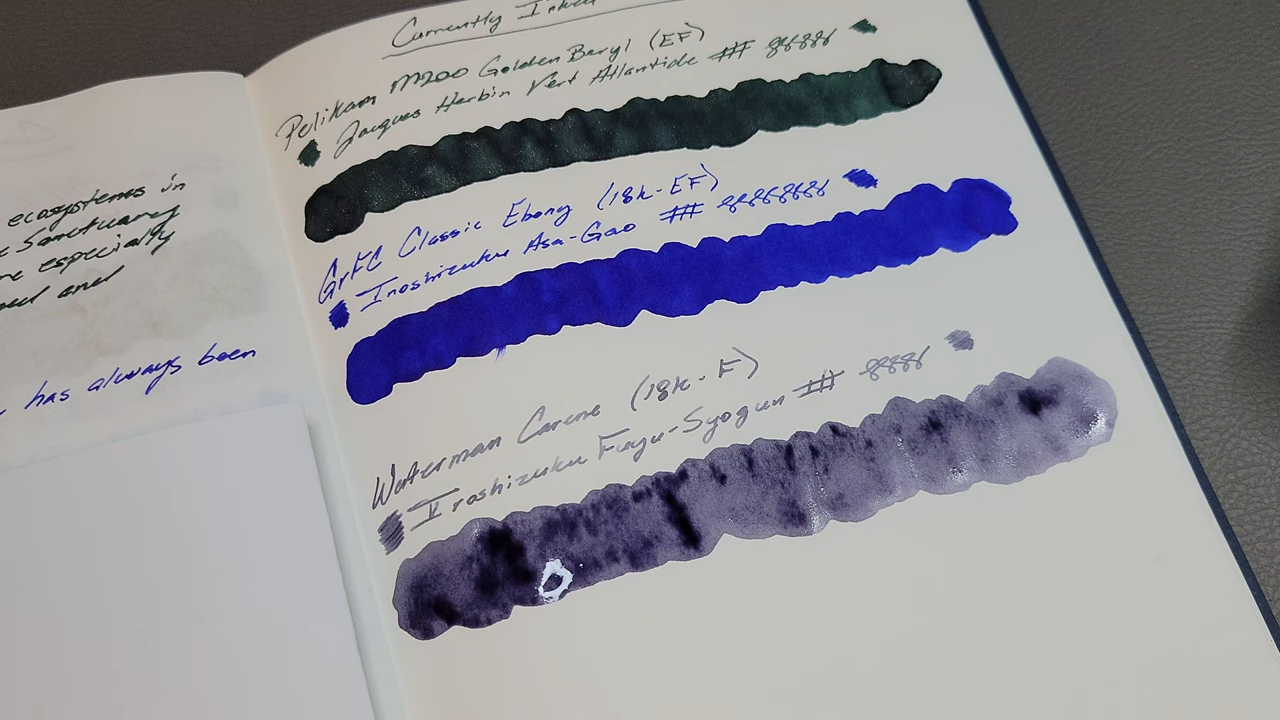 ecosystems in
Sanctuary
especially
and
has always been
Currently Inked
Pelikan M200 Golden Beryl (EF)
Jacques Herbin Vert Atlantide
GvFC Classic Ebony (18k-EF)
Iroshizuku Asa-Gao
Waterman Carene (18k-F)
Iroshizuku Fuyu-Syogun